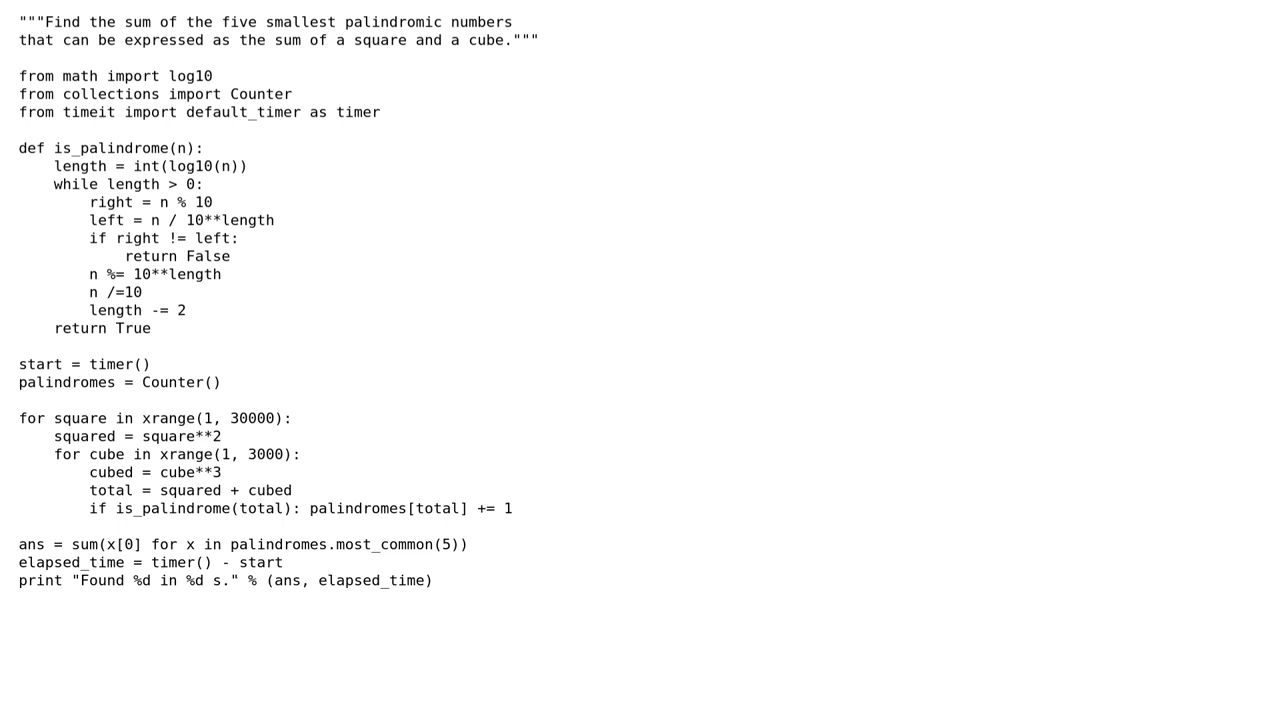 """Find the sum of the five smallest palindromic numbers
that can be expressed as the sum of a square and a cube."""

from math import log10
from collections import Counter
from timeit import default_timer as timer

def is_palindrome(n):
    length = int(log10(n))
    while length > 0:
        right = n % 10
        left = n / 10**length
        if right != left:
            return False
        n %= 10**length
        n /=10
        length -= 2
    return True

start = timer()
palindromes = Counter()

for square in xrange(1, 30000):
    squared = square**2
    for cube in xrange(1, 3000):
        cubed = cube**3
        total = squared + cubed
        if is_palindrome(total): palindromes[total] += 1

ans = sum(x[0] for x in palindromes.most_common(5))
elapsed_time = timer() - start
print "Found %d in %d s." % (ans, elapsed_time)